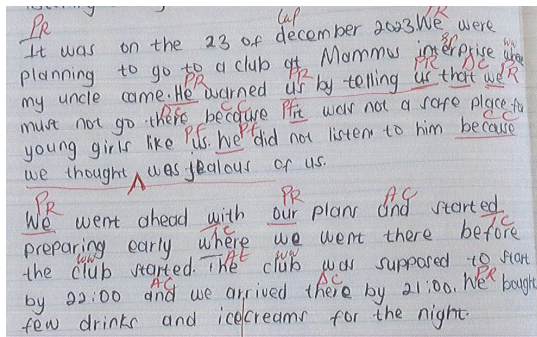 PR Cap PR
It was on the 23 of december 2023. We were
planning to go to a club at Mammus interprise where
my uncle came. He warned us by telling us that we
must not go there because it was not a safe place for
young girls like us. We did not listen to him because
we thought was jealous of us.
We went ahead with our plans and started
preparing early where we went there before
the club started. The club was supposed to start
by 22:00 and we arrived there by 21:00. We bought
few drinks and icecreams for the night.